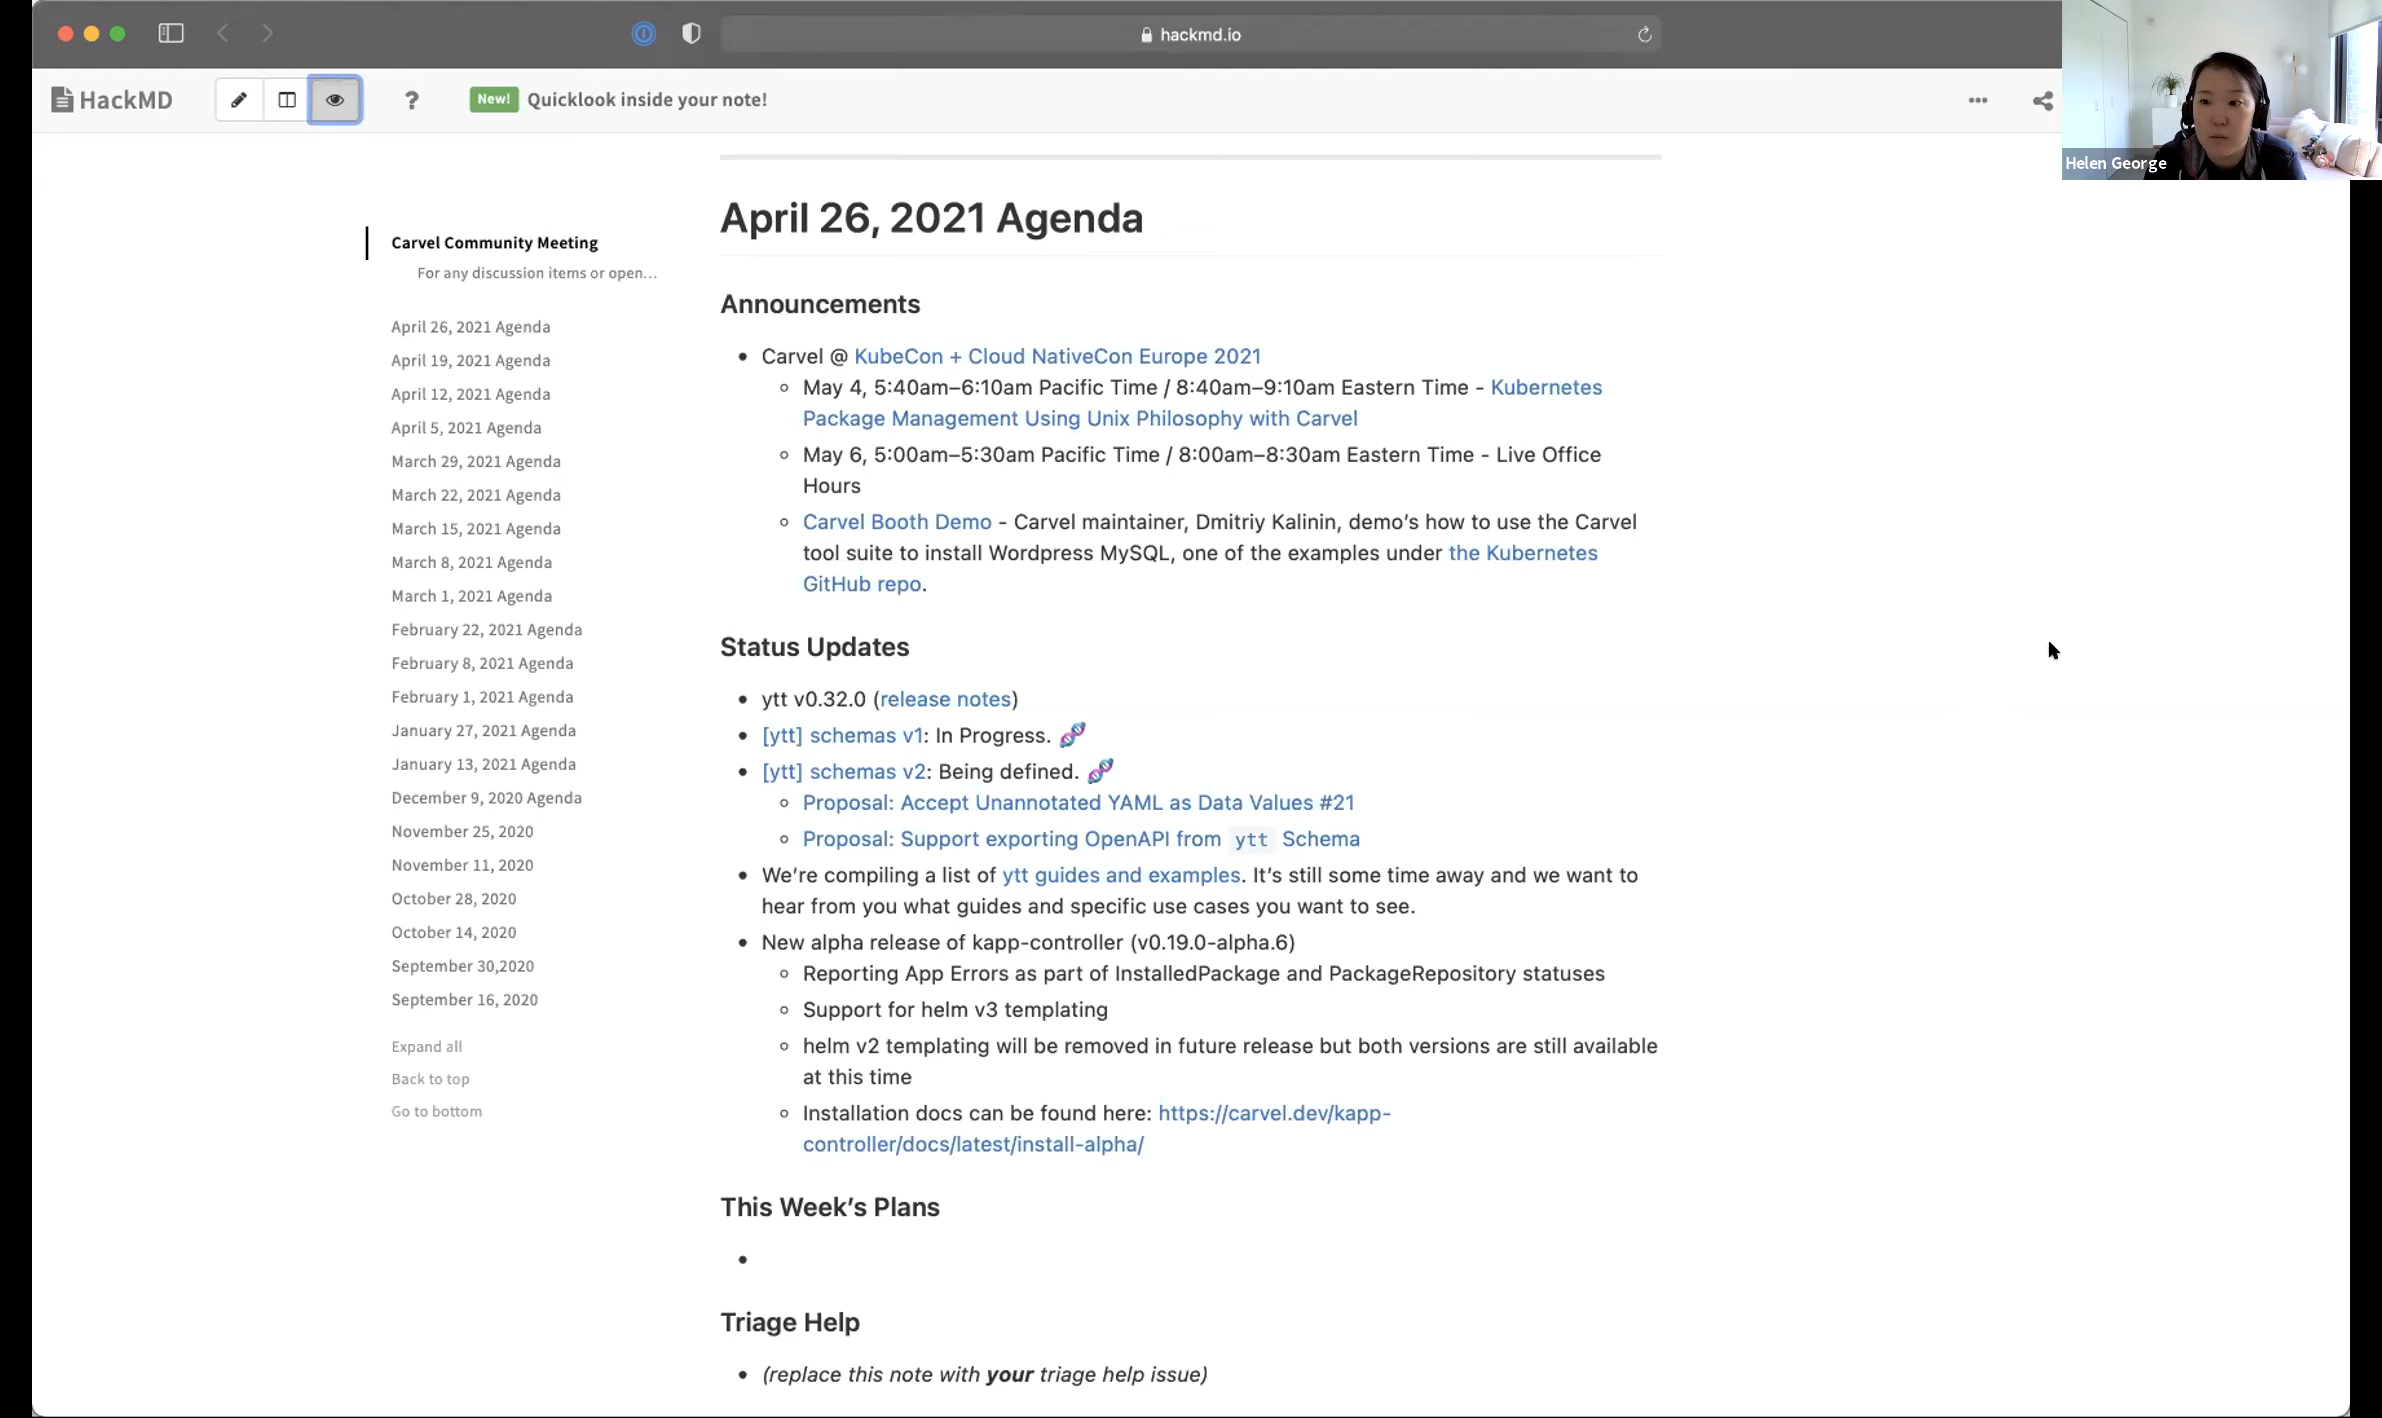 hackmd.io
HackMD
?
New! Quicklook inside your note!
Helen George
Carvel Community Meeting
For any discussion items or open…
April 26, 2021 Agenda
April 19, 2021 Agenda
April 12, 2021 Agenda
April 5, 2021 Agenda
March 29, 2021 Agenda
March 22, 2021 Agenda
March 15, 2021 Agenda
March 8, 2021 Agenda
March 1, 2021 Agenda
February 22, 2021 Agenda
February 8, 2021 Agenda
February 1, 2021 Agenda
January 27, 2021 Agenda
January 13, 2021 Agenda
December 9, 2020 Agenda
November 25, 2020
November 11, 2020
October 28, 2020
October 14, 2020
September 30,2020
September 16, 2020
Expand all
Back to top
Go to bottom
April 26, 2021 Agenda
Announcements
• Carvel @ KubeCon + Cloud NativeCon Europe 2021
◦ May 4, 5:40am–6:10am Pacific Time / 8:40am–9:10am Eastern Time - Kubernetes
Package Management Using Unix Philosophy with Carvel
◦ May 6, 5:00am–5:30am Pacific Time / 8:00am–8:30am Eastern Time - Live Office
Hours
◦ Carvel Booth Demo - Carvel maintainer, Dmitriy Kalinin, demo’s how to use the Carvel
tool suite to install Wordpress MySQL, one of the examples under the Kubernetes
GitHub repo.
Status Updates
• ytt v0.32.0 (release notes)
• [ytt] schemas v1: In Progress. 🧬
• [ytt] schemas v2: Being defined. 🧬
◦ Proposal: Accept Unannotated YAML as Data Values #21
◦ Proposal: Support exporting OpenAPI from ytt Schema
• We’re compiling a list of ytt guides and examples. It’s still some time away and we want to
hear from you what guides and specific use cases you want to see.
• New alpha release of kapp-controller (v0.19.0-alpha.6)
◦ Reporting App Errors as part of InstalledPackage and PackageRepository statuses
◦ Support for helm v3 templating
◦ helm v2 templating will be removed in future release but both versions are still available
at this time
◦ Installation docs can be found here: https://carvel.dev/kapp-
controller/docs/latest/install-alpha/
This Week’s Plans
•
Triage Help
• (replace this note with your triage help issue)